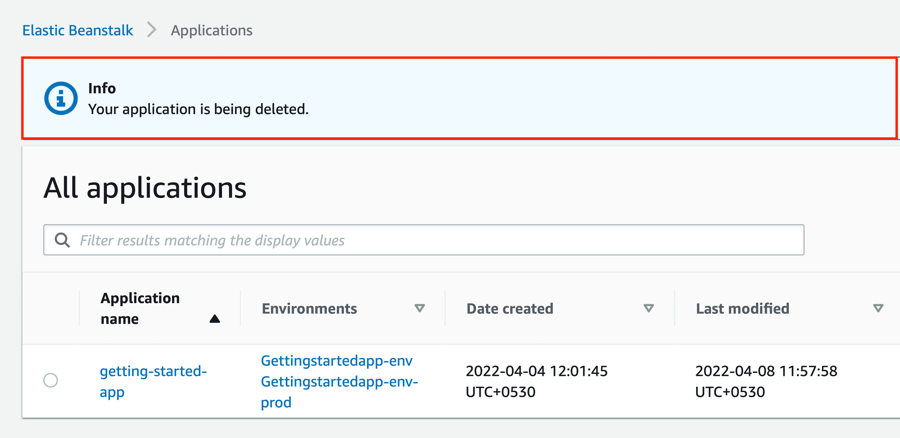 Elastic Beanstalk Applications
Info
Your application is being deleted.
All applications
Filter results matching the display values
Application name Environments Date created Last modified
getting-started-app Gettingstartedapp-env Gettingstartedapp-env-prod 2022-04-04 12:01:45 UTC+0530 2022-04-08 11:57:58 UTC+0530